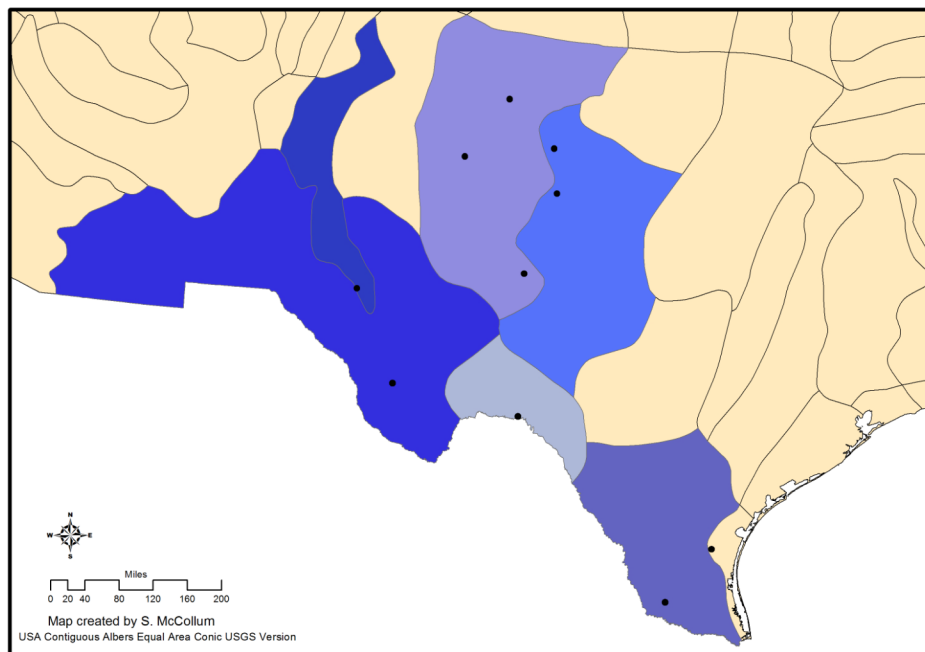 N
W E
S
Miles
0 20 40 80 120 160 200
Map created by S. McCollum
USA Contiguous Albers Equal Area Conic USGS Version